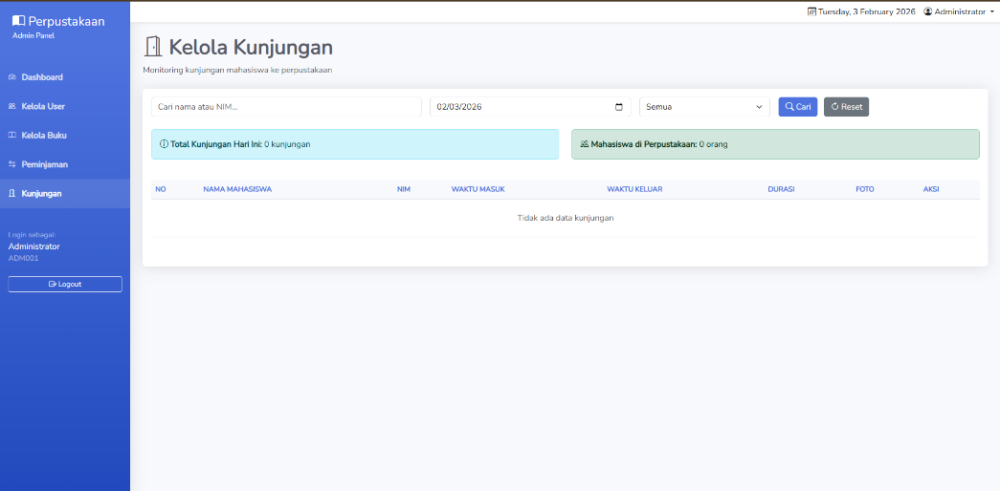 Perpustakaan
Admin Panel
Dashboard
Kelola User
Kelola Buku
Peminjaman
Kunjungan
Login sebagai:
Administrator
ADM001
Logout
Tuesday, 3 February 2026 Administrator
Kelola Kunjungan
Monitoring kunjungan mahasiswa ke perpustakaan
Cari nama atau NIM... 02/03/2026 Semua Cari Reset
Total Kunjungan Hari Ini: 0 kunjungan Mahasiswa di Perpustakaan: 0 orang
NO NAMA MAHASISWA NIM WAKTU MASUK WAKTU KELUAR DURASI FOTO AKSI
Tidak ada data kunjungan